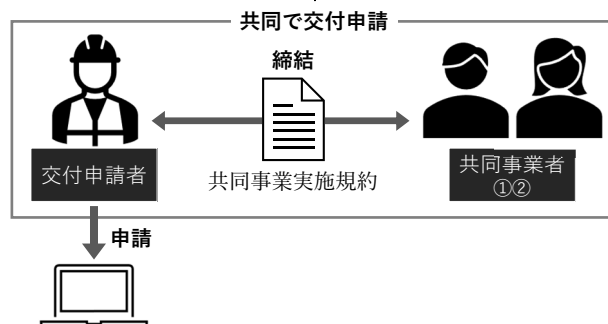 共同で交付申請
締結
交付申請者
共同事業実施規約
共同事業者
①②
申請